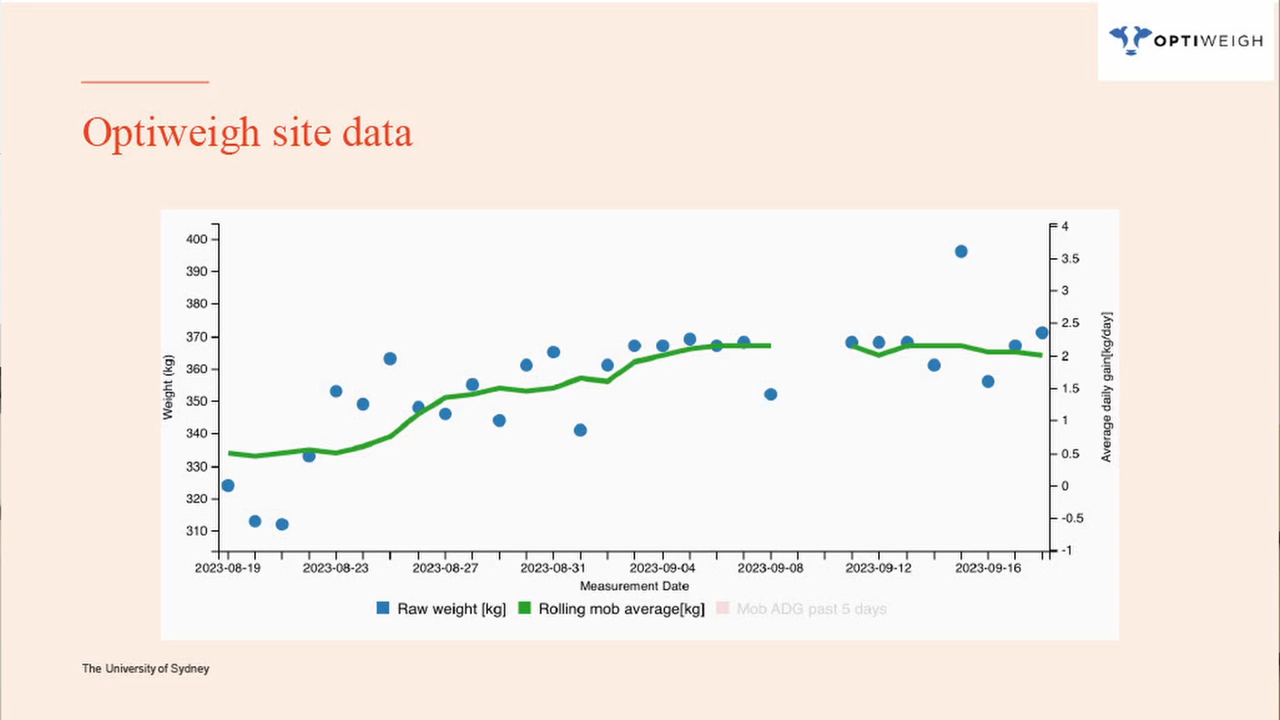 OPTIWEIGH
Optiweigh site data
400
390
380
370
360
350
340
330
320
310
Weight (kg)
4
3.5
3
2.5
2
1.5
1
0.5
0
-0.5
-1
Average daily gain[kg/day]
2023-08-19 2023-08-23 2023-08-27 2023-08-31 2023-09-04 2023-09-08 2023-09-12 2023-09-16
Measurement Date
Raw weight [kg] Rolling mob average[kg] Mob ADG past 5 days
The University of Sydney